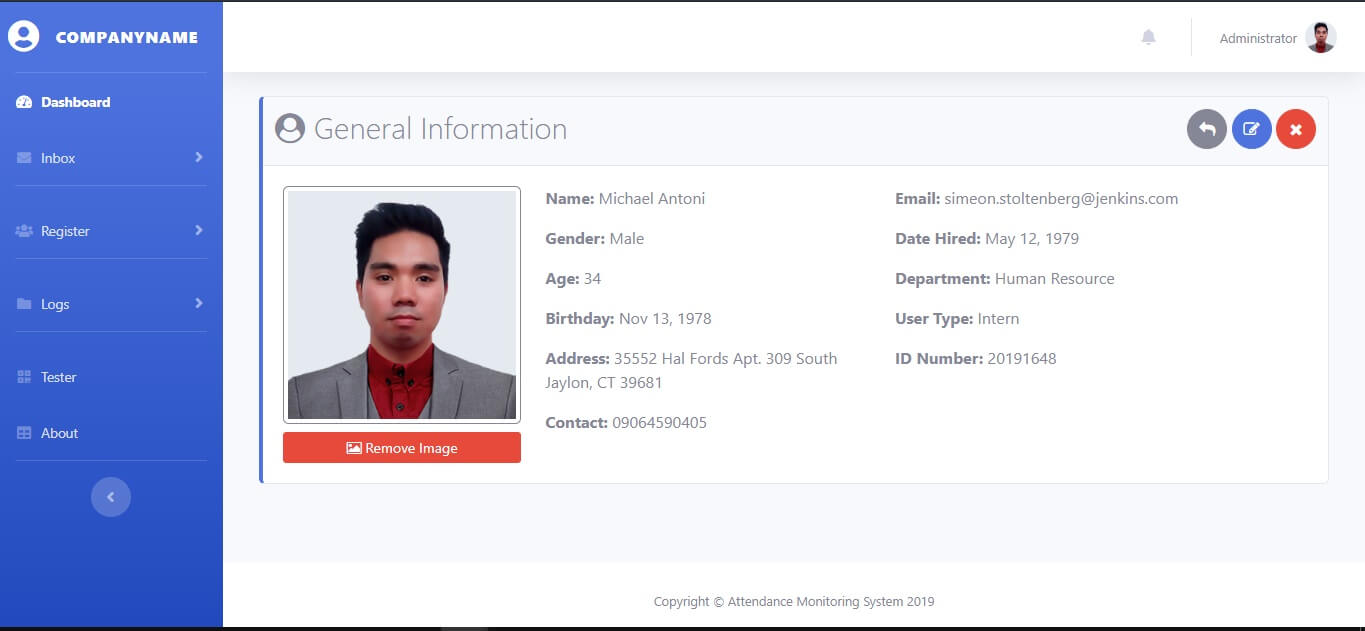 COMPANYNAME
Administrator
Dashboard
Inbox
Register
Logs
Tester
About
General Information
Remove Image
Name: Michael Antoni
Gender: Male
Age: 34
Birthday: Nov 13, 1978
Address: 35552 Hal Fords Apt. 309 South
Jaylon, CT 39681
Contact: 09064590405
Email: simeon.stoltenberg@jenkins.com
Date Hired: May 12, 1979
Department: Human Resource
User Type: Intern
ID Number: 20191648
Copyright © Attendance Monitoring System 2019